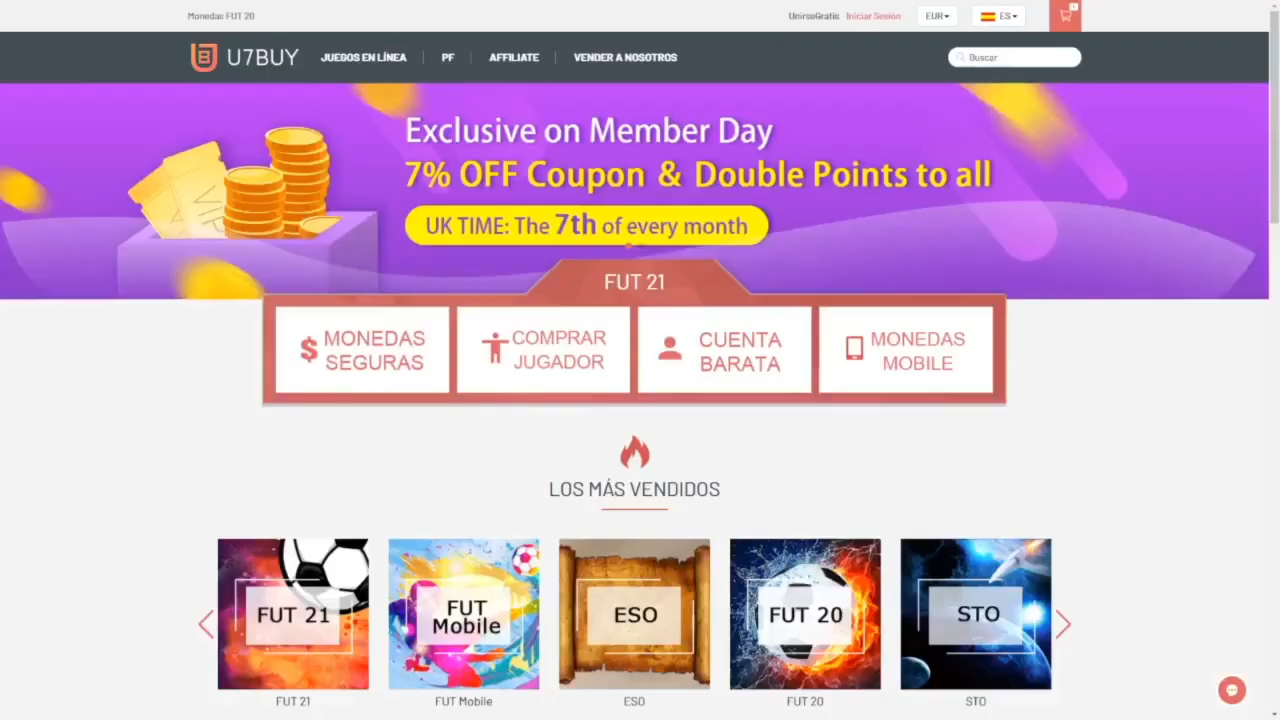 Monedas FUT 20
UnirseGratis Iniciar Sesión EUR ES
U7BUY JUEGOS EN LÍNEA PF AFFILIATE VENDER A NOSOTROS Buscar
Exclusive on Member Day
7% OFF Coupon & Double Points to all
UK TIME: The 7th of every month
FUT 21
MONEDAS
SEGURAS
COMPRAR
JUGADOR
CUENTA
BARATA
MONEDAS
MOBILE
LOS MÁS VENDIDOS
FUT 21
FUT
Mobile
ESO
FUT 20
STO
FUT 21
FUT Mobile
ESO
FUT 20
STO